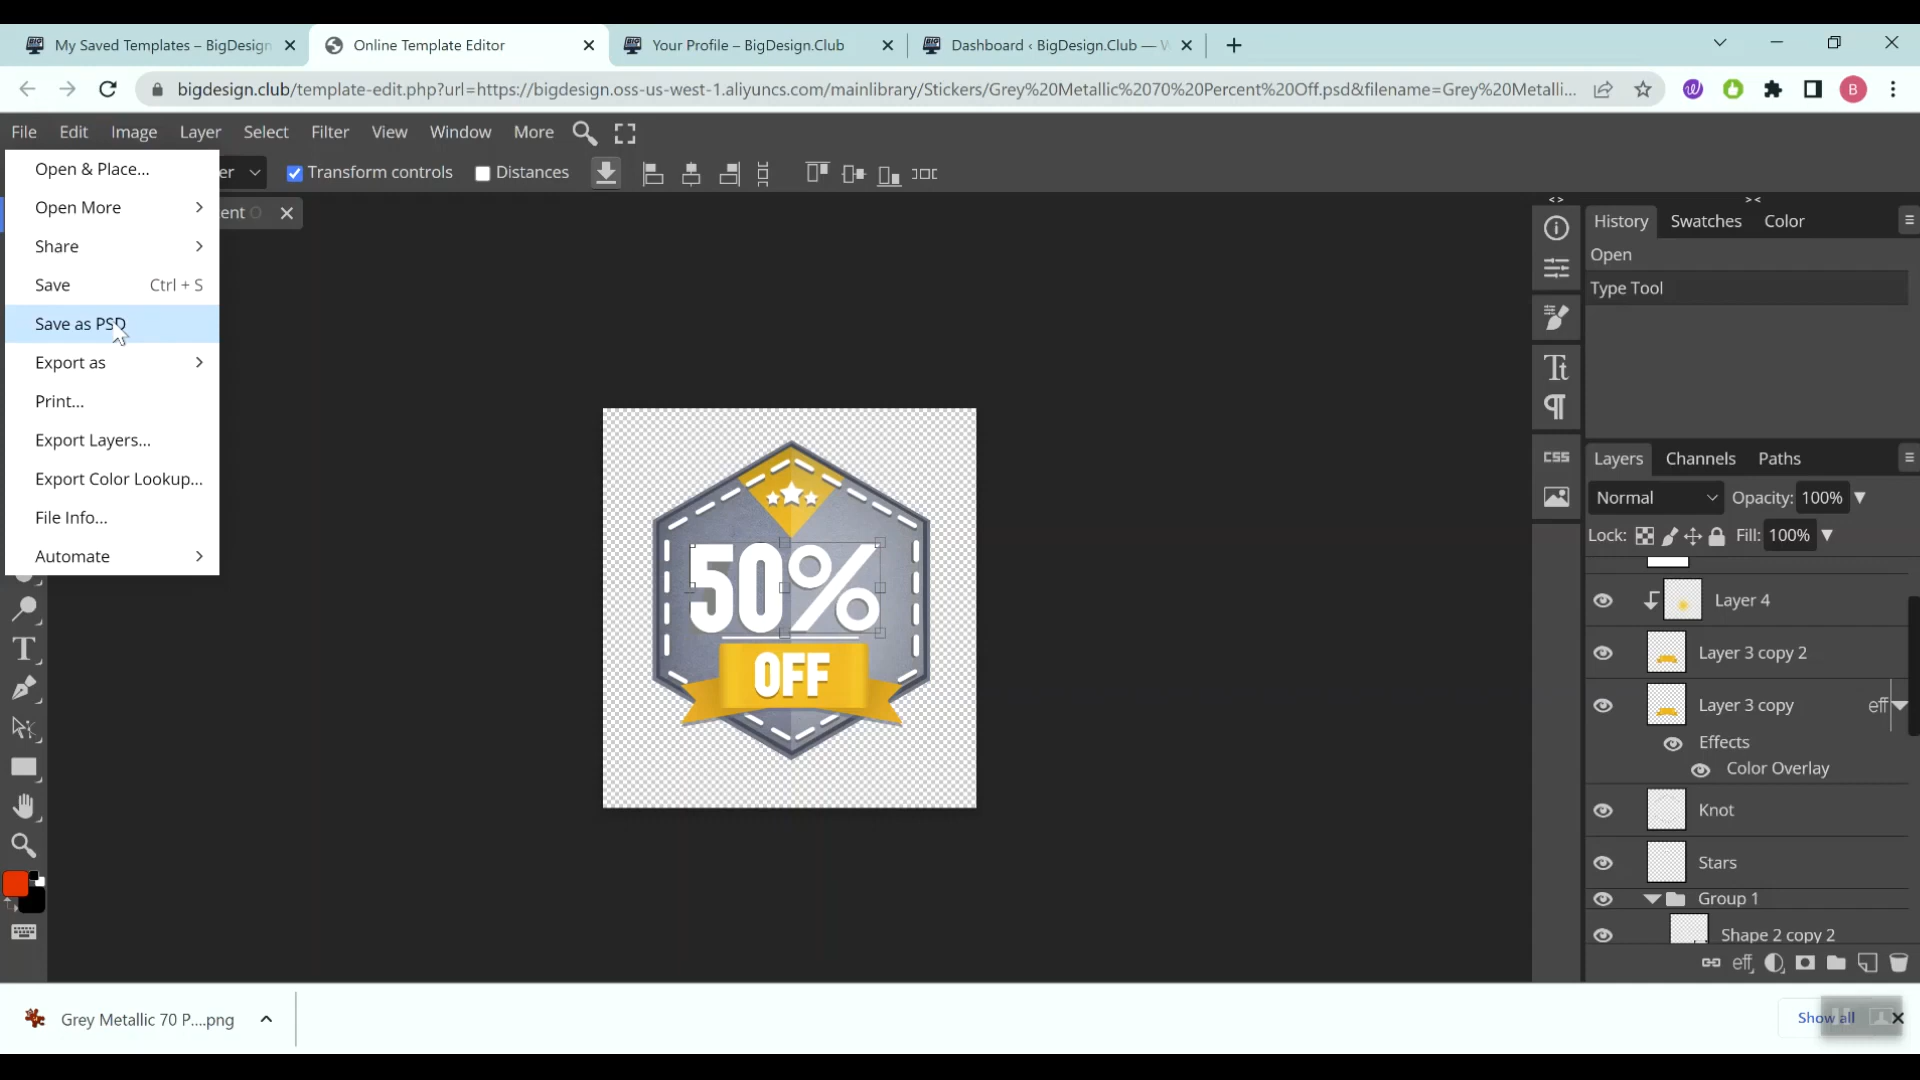 My Saved Templates – BigDesign
Online Template Editor
Your Profile – BigDesign.Club
Dashboard ‹ BigDesign.Club — W
bigdesign.club/template-edit.php?url=https://bigdesign.oss-us-west-1.aliyuncs.com/mainlibrary/Stickers/Grey%20Metallic%2070%20Percent%20Off.psd&filename=Grey%20Metalli...
B
File Edit Image Layer Select Filter View Window More
er Transform controls Distances
ent O
Open & Place...
Open More
Share
Save Ctrl + S
Save as PSD
Export as
Print...
Export Layers...
Export Color Lookup...
File Info...
Automate
50%
OFF
CSS
History Swatches Color
Open
Type Tool
Layers Channels Paths
Normal Opacity: 100%
Lock: Fill: 100%
Layer 4
Layer 3 copy 2
Layer 3 copy eff
Effects
Color Overlay
Knot
Stars
Group 1
Shape 2 copy 2
eff
Grey Metallic 70 P....png
Show all